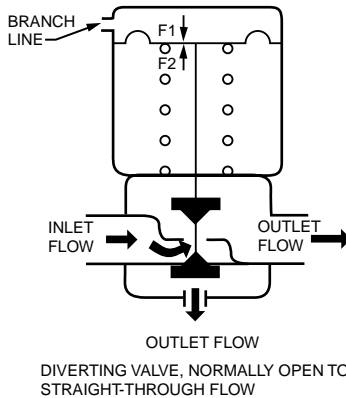 BRANCH
LINE
F1
F2
INLET
FLOW
OUTLET
FLOW
OUTLET FLOW
DIVERTING VALVE, NORMALLY OPEN TO
STRAIGHT-THROUGH FLOW